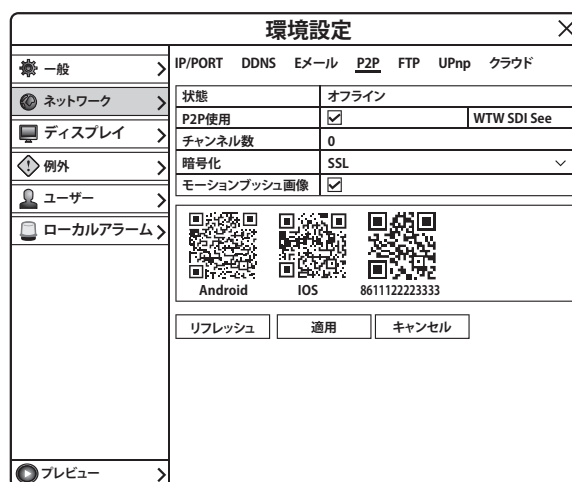 環境設定
一般
ネットワーク
ディスプレイ
例外
ユーザー
ローカルアラーム
プレビュー
IP/PORT DDNS Eメール P2P FTP UPnp クラウド
状態 オフライン
P2P使用 WTW SDI See
チャンネル数 0
暗号化 SSL
モーションプッシュ画像
Android IOS 8611122223333
リフレッシュ 適用 キャンセル